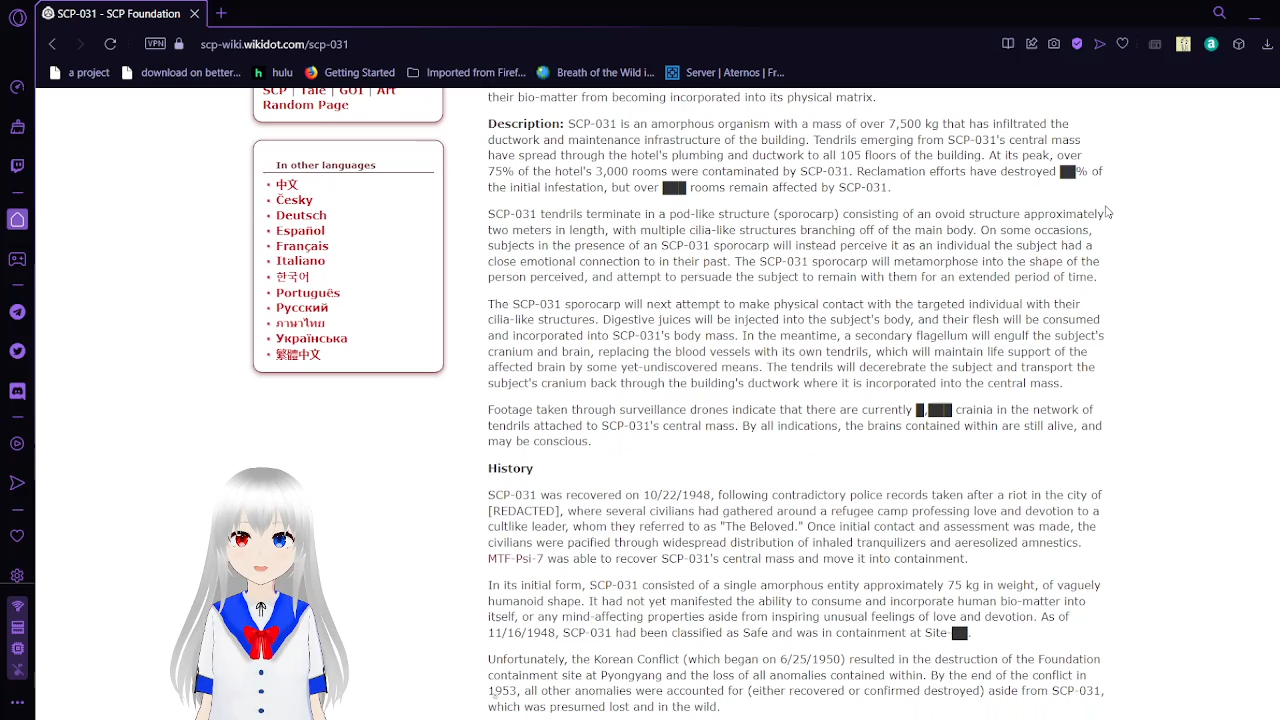 SCP-031 - SCP Foundation
VPN
scp-wiki.wikidot.com/scp-031
a project
download on better...
hulu
Getting Started
Imported from Firef...
Breath of the Wild i...
Server | Aternos | Fr...
SCP | Tale | GOI | Art
Random Page
In other languages
中文
Česky
Deutsch
Español
Français
Italiano
한국어
Português
Русский
ภาษาไทย
Українська
繁體中文
their bio-matter from becoming incorporated into its physical matrix.
Description: SCP-031 is an amorphous organism with a mass of over 7,500 kg that has infiltrated the
ductwork and maintenance infrastructure of the building. Tendrils emerging from SCP-031's central mass
have spread through the hotel's plumbing and ductwork to all 105 floors of the building. At its peak, over
75% of the hotel's 3,000 rooms were contaminated by SCP-031. Reclamation efforts have destroyed ██% of
the initial infestation, but over ███ rooms remain affected by SCP-031.
SCP-031 tendrils terminate in a pod-like structure (sporocarp) consisting of an ovoid structure approximately
two meters in length, with multiple cilia-like structures branching off of the main body. On some occasions,
subjects in the presence of an SCP-031 sporocarp will instead perceive it as an individual the subject had a
close emotional connection to in their past. The SCP-031 sporocarp will metamorphose into the shape of the
person perceived, and attempt to persuade the subject to remain with them for an extended period of time.
The SCP-031 sporocarp will next attempt to make physical contact with the targeted individual with their
cilia-like structures. Digestive juices will be injected into the subject's body, and their flesh will be consumed
and incorporated into SCP-031's body mass. In the meantime, a secondary flagellum will engulf the subject's
cranium and brain, replacing the blood vessels with its own tendrils, which will maintain life support of the
affected brain by some yet-undiscovered means. The tendrils will decerebrate the subject and transport the
subject's cranium back through the building's ductwork where it is incorporated into the central mass.
Footage taken through surveillance drones indicate that there are currently █,███ crainia in the network of
tendrils attached to SCP-031's central mass. By all indications, the brains contained within are still alive, and
may be conscious.
History
SCP-031 was recovered on 10/22/1948, following contradictory police records taken after a riot in the city of
[REDACTED], where several civilians had gathered around a refugee camp professing love and devotion to a
cultlike leader, whom they referred to as "The Beloved." Once initial contact and assessment was made, the
civilians were pacified through widespread distribution of inhaled tranquilizers and aeresolized amnestics.
MTF-Psi-7 was able to recover SCP-031's central mass and move it into containment.
In its initial form, SCP-031 consisted of a single amorphous entity approximately 75 kg in weight, of vaguely
humanoid shape. It had not yet manifested the ability to consume and incorporate human bio-matter into
itself, or any mind-affecting properties aside from inspiring unusual feelings of love and devotion. As of
11/16/1948, SCP-031 had been classified as Safe and was in containment at Site-██.
Unfortunately, the Korean Conflict (which began on 6/25/1950) resulted in the destruction of the Foundation
containment site at Pyongyang and the loss of all anomalies contained within. By the end of the conflict in
1953, all other anomalies were accounted for (either recovered or confirmed destroyed) aside from SCP-031,
which was presumed lost and in the wild.